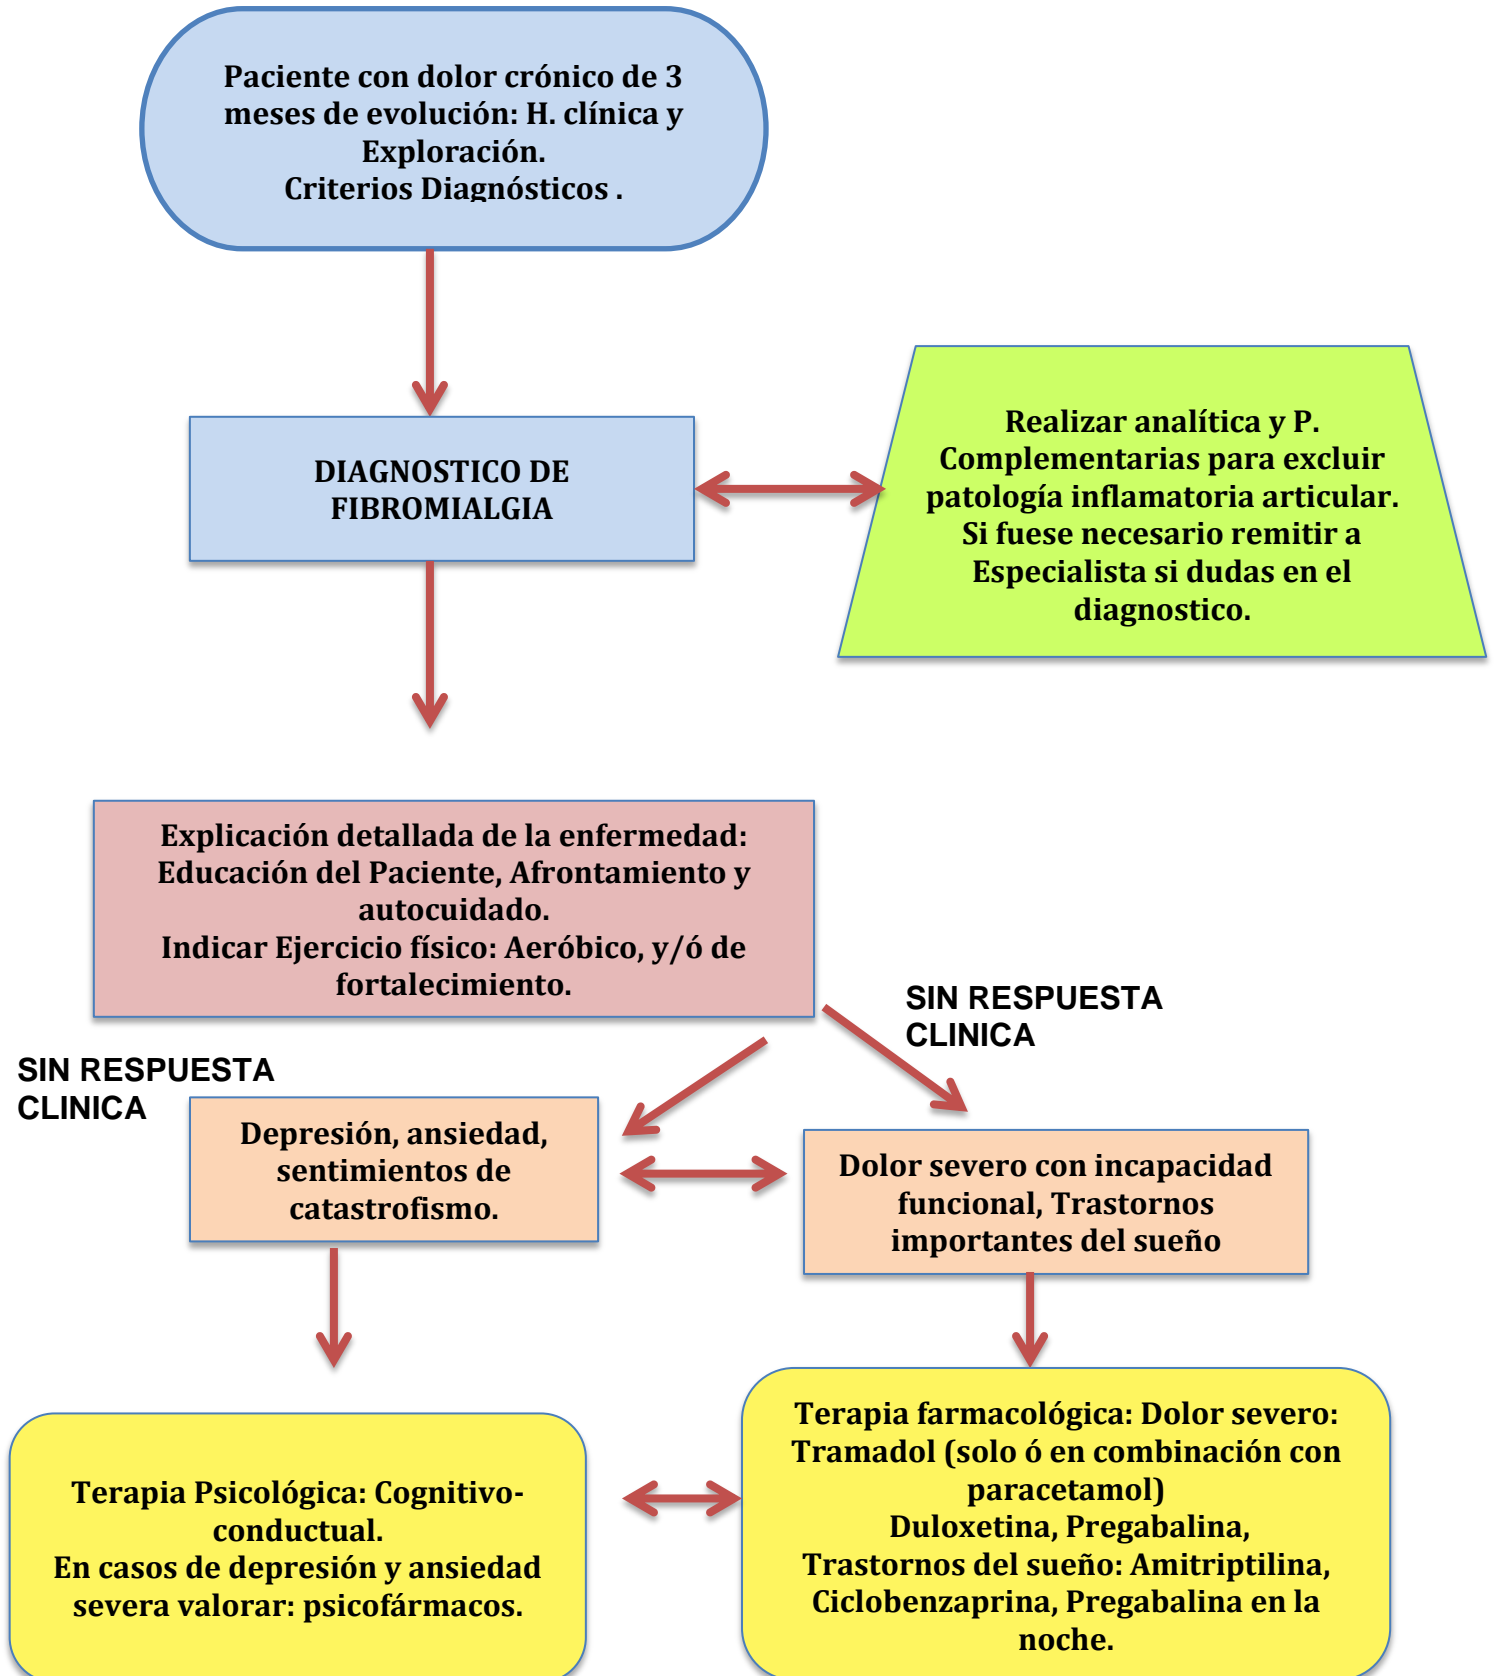 Paciente con dolor crónico de 3
meses de evolución: H. clínica y
Exploración.
Criterios Diagnósticos .
DIAGNOSTICO DE
FIBROMIALGIA
Realizar analítica y P.
Complementarias para excluir
patología inflamatoria articular.
Si fuese necesario remitir a
Especialista si dudas en el
diagnostico.
Explicación detallada de la enfermedad:
Educación del Paciente, Afrontamiento y
autocuidado.
Indicar Ejercicio físico: Aeróbico, y/ó de
fortalecimiento.
SIN RESPUESTA
CLINICA
SIN RESPUESTA
CLINICA
Depresión, ansiedad,
sentimientos de
catastrofismo.
Dolor severo con incapacidad
funcional, Trastornos
importantes del sueño
Terapia Psicológica: Cognitivo-
conductual.
En casos de depresión y ansiedad
severa valorar: psicofármacos.
Terapia farmacológica: Dolor severo:
Tramadol (solo ó en combinación con
paracetamol)
Duloxetina, Pregabalina,
Trastornos del sueño: Amitriptilina,
Ciclobenzaprina, Pregabalina en la
noche.